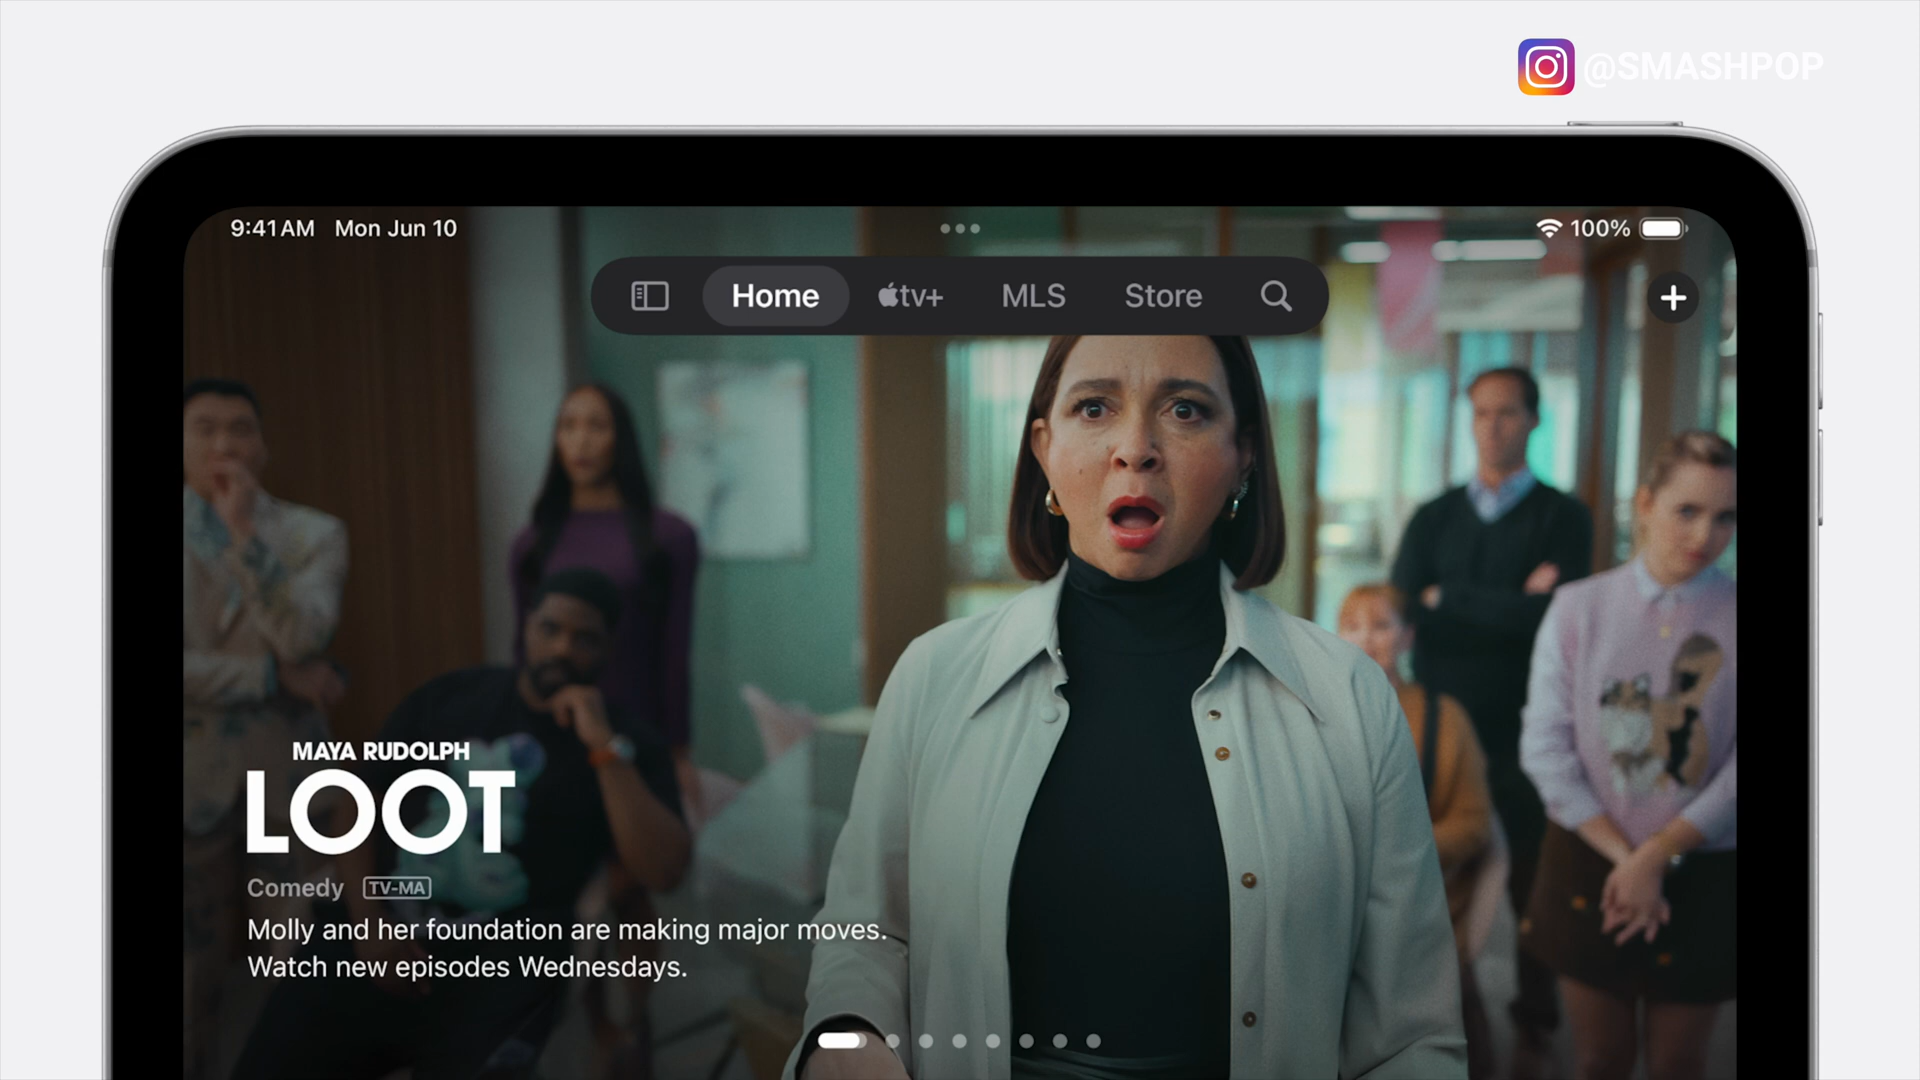 @SMASHPOP
9:41 AM Mon Jun 10
100%
Home tv+ MLS Store
MAYA RUDOLPH
LOOT
Comedy TV-MA
Molly and her foundation are making major moves.
Watch new episodes Wednesdays.